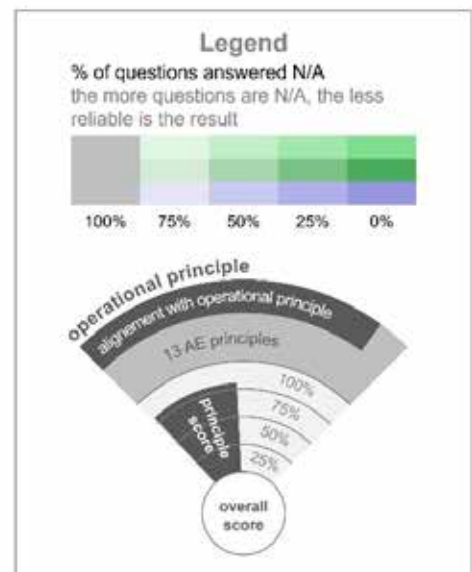 Legend
% of questions answered N/A
the more questions are N/A, the less
reliable is the result
100% 75% 50% 25% 0%
operational principle
alignement with operational principle
13 AE principles
100%
75%
50%
25%
principle
score
overall
score